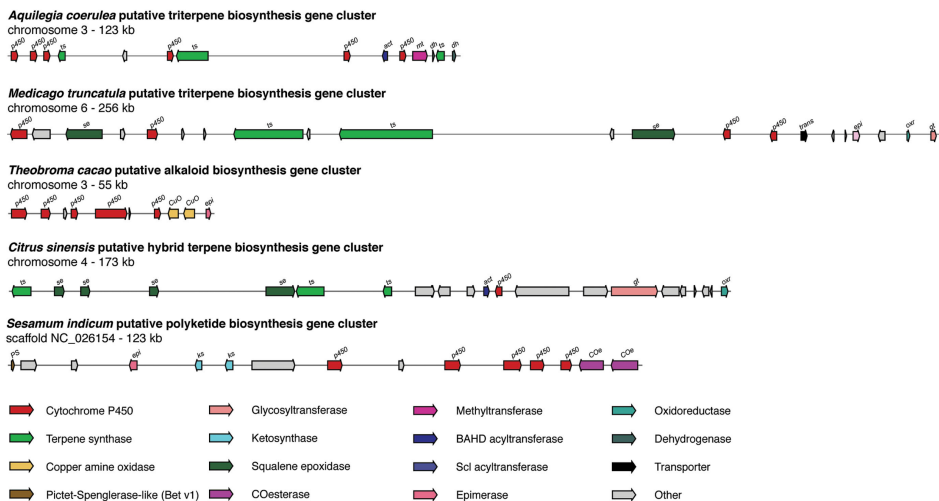 Aquilegia coerulea putative triterpene biosynthesis gene cluster
chromosome 3 - 123 kb
p450 p450 p450 ts p450 ts p450 act p450 mt dh ts dh
Medicago truncatula putative triterpene biosynthesis gene cluster
chromosome 6 - 256 kb
p450 se p450 ts ts se p450 p450 trans epi oxr gt
Theobroma cacao putative alkaloid biosynthesis gene cluster
chromosome 3 - 55 kb
p450 p450 p450 p450 p450 CuO CuO epi
Citrus sinensis putative hybrid terpene biosynthesis gene cluster
chromosome 4 - 173 kb
ts se se se se ts ts act p450 gt oxr
Sesamum indicum putative polyketide biosynthesis gene cluster
scaffold NC_026154 - 123 kb
PS epi ks ks p450 p450 p450 p450 p450 COe COe
Cytochrome P450 Glycosyltransferase Methyltransferase Oxidoreductase
Terpene synthase Ketosynthase BAHD acyltransferase Dehydrogenase
Copper amine oxidase Squalene epoxidase Scl acyltransferase Transporter
Pictet-Spenglerase-like (Bet v1) COesterase Epimerase Other